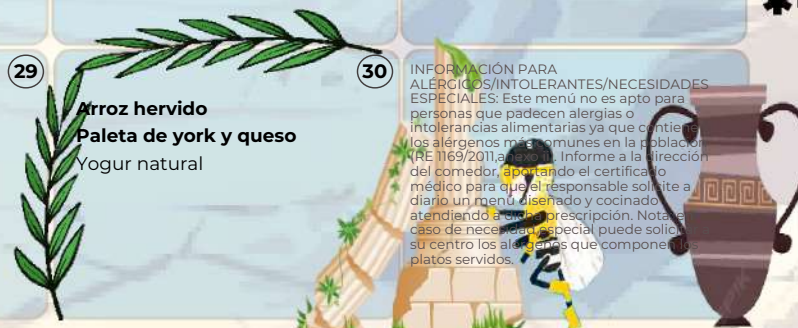 29
Arroz hervido
Paleta de york y queso
Yogur natural
30
INFORMACIÓN PARA
ALÉRGICOS/INTOLERANTES/NECESIDADES
ESPECIALES: Este menú no es apto para
personas que padecen alergias o
intolerancias alimentarias ya que contiene
los alérgenos más comunes en la población
(RE 1169/2011,anexo II). Informe a la dirección
del comedor, aportando el certificado
médico para que el responsable solicite a
diario un menú diseñado y cocinado
atendiendo a dicha prescripción. Nota:
caso de necesidad especial puede
su centro los alérgenos que componen los
platos servidos.